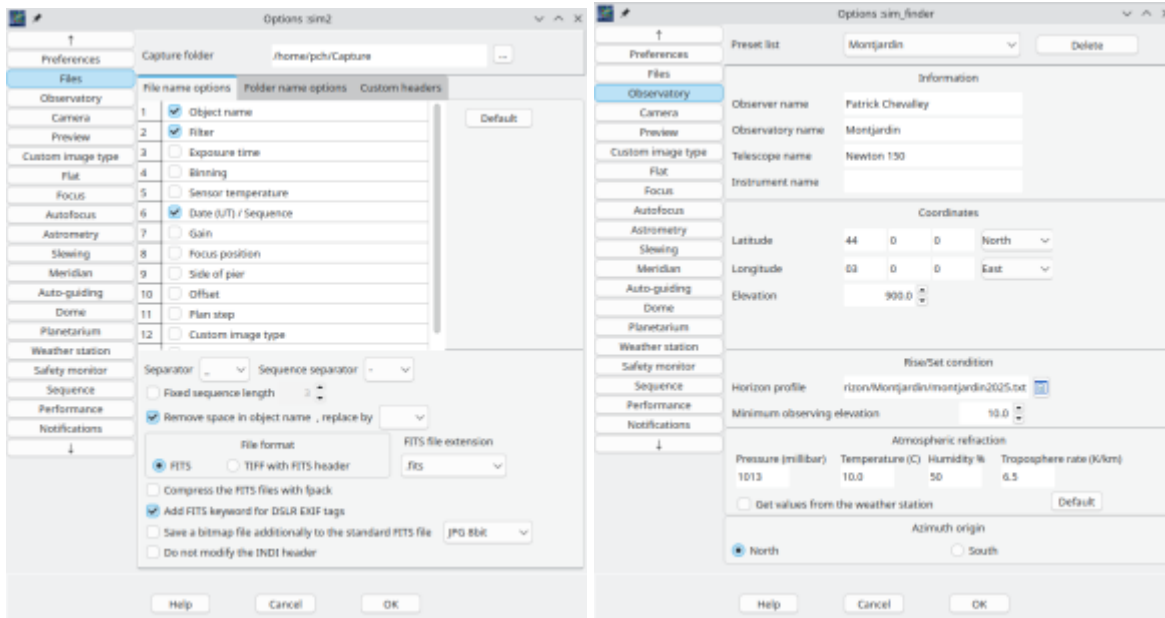 Options :sim2
↑
Preferences
Files
Observatory
Camera
Preview
Custom image type
Flat
Focus
Autofocus
Astrometry
Slewing
Meridian
Auto-guiding
Dome
Planetarium
Weather station
Safety monitor
Sequence
Performance
Notifications
↓
Capture folder /home/pch/Capture ...
File name options Folder name options Custom headers
1 Object name
2 Filter
3 Exposure time
4 Binning
5 Sensor temperature
6 Date (UT) / Sequence
7 Gain
8 Focus position
9 Side of pier
10 Offset
11 Plan step
12 Custom image type
Default
Separator _ Sequence separator -
Fixed sequence length 3
Remove space in object name , replace by
File format
FITS TIFF with FITS header
FITS file extension
.fits
Compress the FITS files with fpack
Add FITS keyword for DSLR EXIF tags
Save a bitmap file additionally to the standard FITS file JPG 8bit
Do not modify the INDI header
Help Cancel OK
Options :sim_finder
↑
Preferences
Files
Observatory
Camera
Preview
Custom image type
Flat
Focus
Autofocus
Astrometry
Slewing
Meridian
Auto-guiding
Dome
Planetarium
Weather station
Safety monitor
Sequence
Performance
Notifications
↓
Preset list Montjardin Delete
Information
Observer name Patrick Chevalley
Observatory name Montjardin
Telescope name Newton 150
Instrument name
Coordinates
Latitude 44 0 0 North
Longitude 03 0 0 East
Elevation 900.0
Rise/Set condition
Horizon profile rizon/Montjardin/montjardin2025.txt
Minimum observing elevation 10.0
Atmospheric refraction
Pressure (millibar) Temperature (C) Humidity % Troposphere rate (K/km)
1013 10.0 50 6.5
Get values from the weather station Default
Azimuth origin
North South
Help Cancel OK